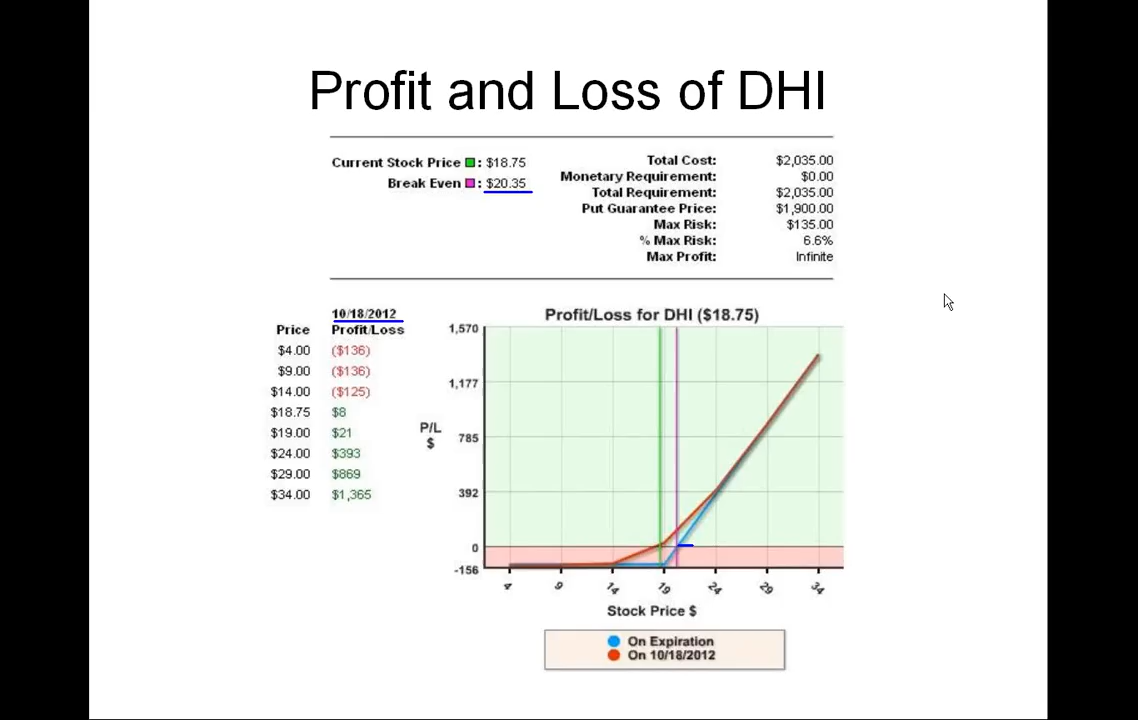 Profit and Loss of DHI
Current Stock Price : $18.75
Break Even : $20.35
Total Cost: $2,035.00
Monetary Requirement: $0.00
Total Requirement: $2,035.00
Put Guarantee Price: $1,900.00
Max Risk: $135.00
% Max Risk: 6.6%
Max Profit: Infinite
10/18/2012
Price Profit/Loss
$4.00 ($136)
$9.00 ($136)
$14.00 ($125)
$18.75 $8
$19.00 $21
$24.00 $393
$29.00 $869
$34.00 $1,365
Profit/Loss for DHI ($18.75)
1,570
1,177
785
392
0
-156
P/L
$
4 9 14 19 24 29 34
Stock Price $
On Expiration
On 10/18/2012